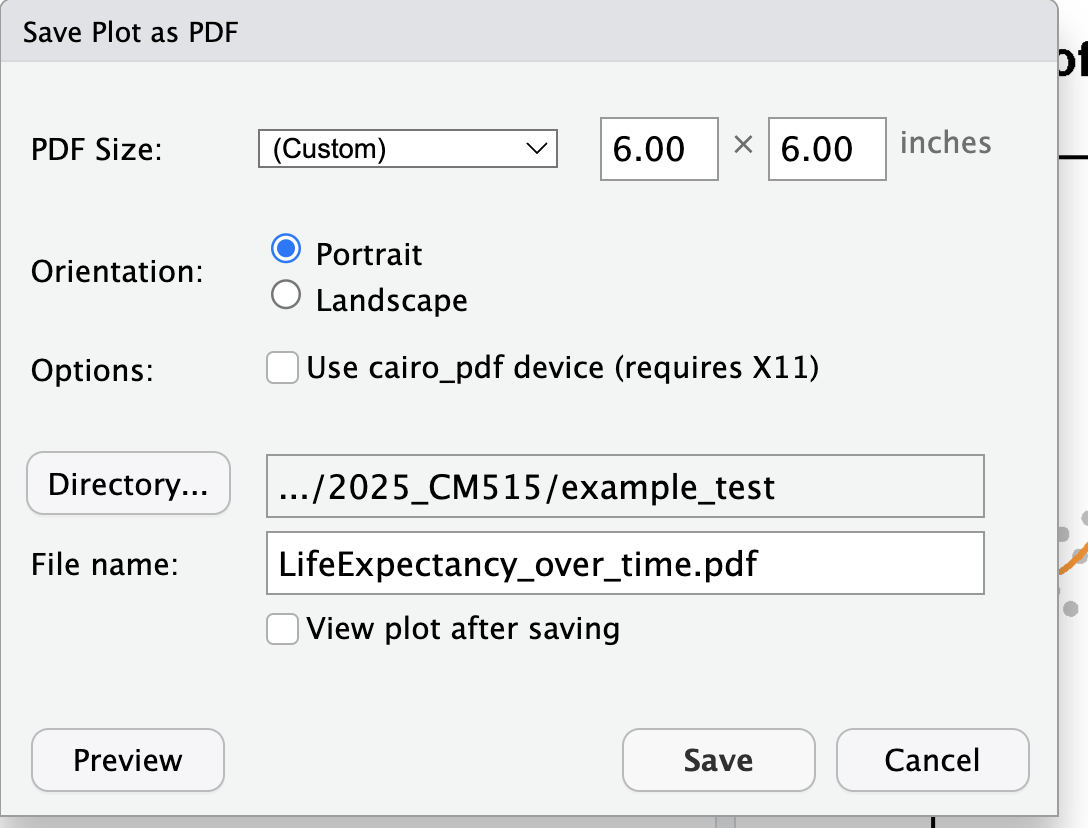 Save Plot as PDF
of
PDF Size: (Custom) 6.00 × 6.00 inches
Orientation: Portrait
Landscape
Options: Use cairo_pdf device (requires X11)
Directory... .../2025_CM515/example_test
File name: LifeExpectancy_over_time.pdf
View plot after saving
Preview Save Cancel